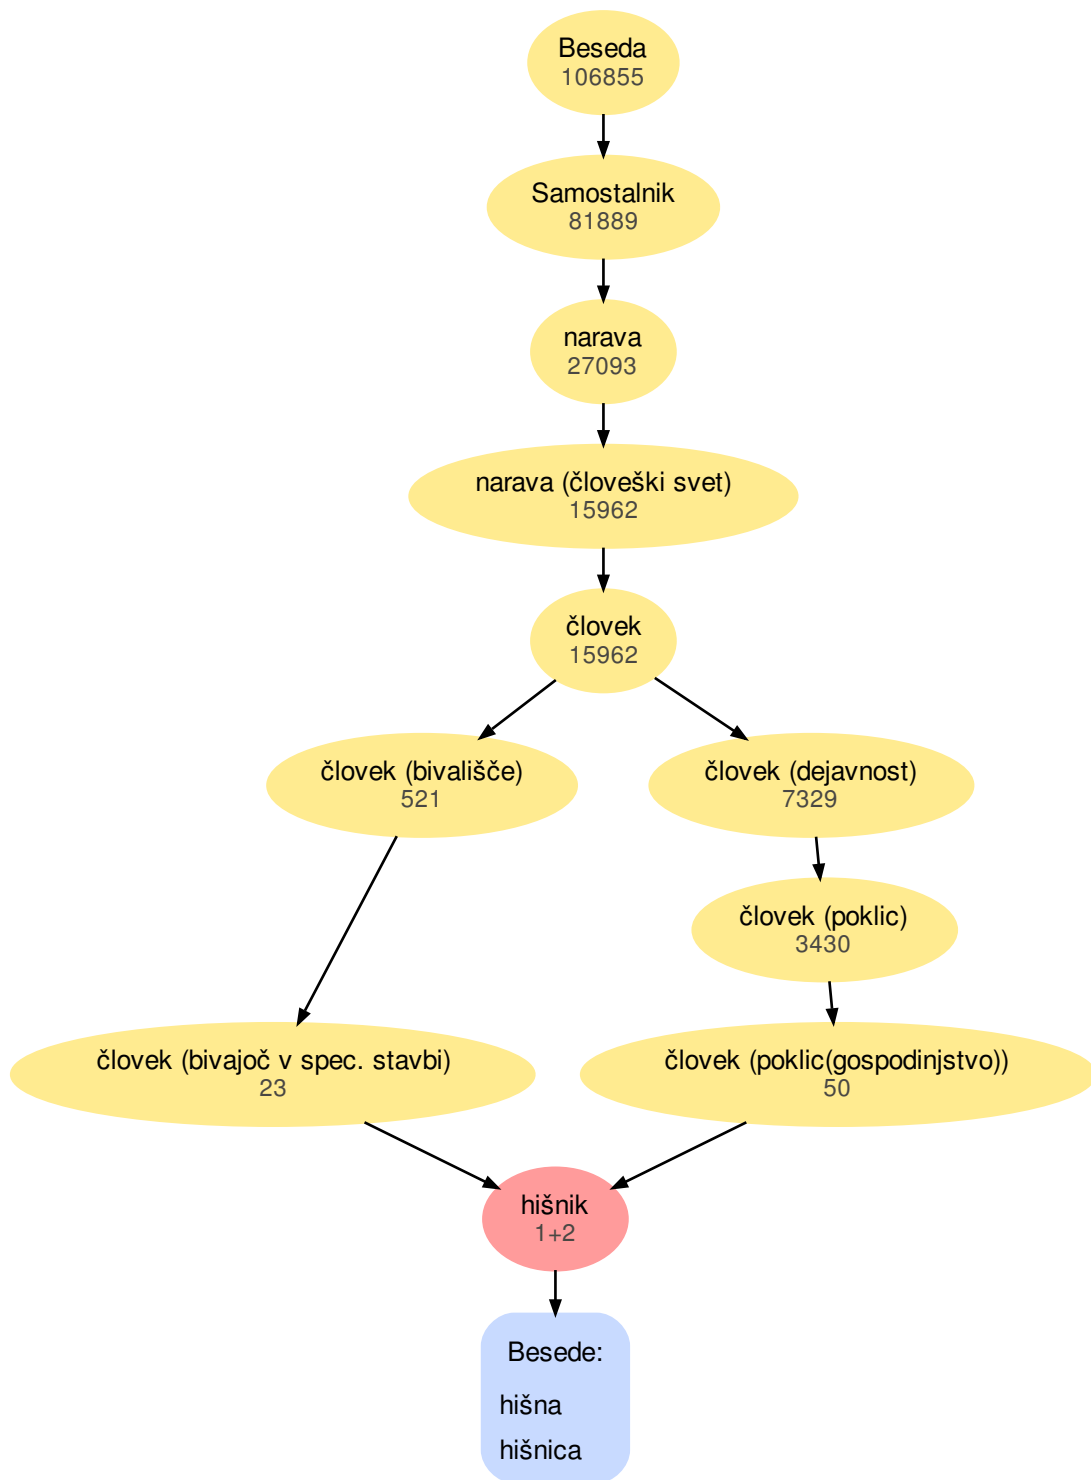 Beseda
106855
Samostalnik
81889
narava
27093
narava (človeški svet)
15962
človek
15962
človek (bivališče)
521
človek (dejavnost)
7329
človek (poklic)
3430
človek (bivajoč v spec. stavbi)
23
človek (poklic(gospodinjstvo))
50
hišnik
1+2
Besede:
hišna
hišnica